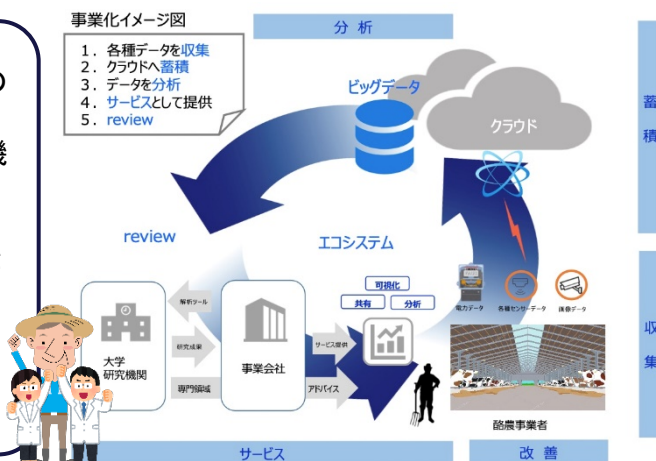 の
機
事業化イメージ図
1. 各種データを収集
2. クラウドへ蓄積
3. データを分析
4. サービスとして提供
5. review
分 析
ビッグデータ
クラウド
蓄
積
review
エコシステム
可視化
共有
分析
電力データ
各種センサーデータ
画像データ
解析ツール
研究成果
専門領域
大学
研究機関
事業会社
サービス提供
アドバイス
収
集
酪農事業者
サービス
改 善